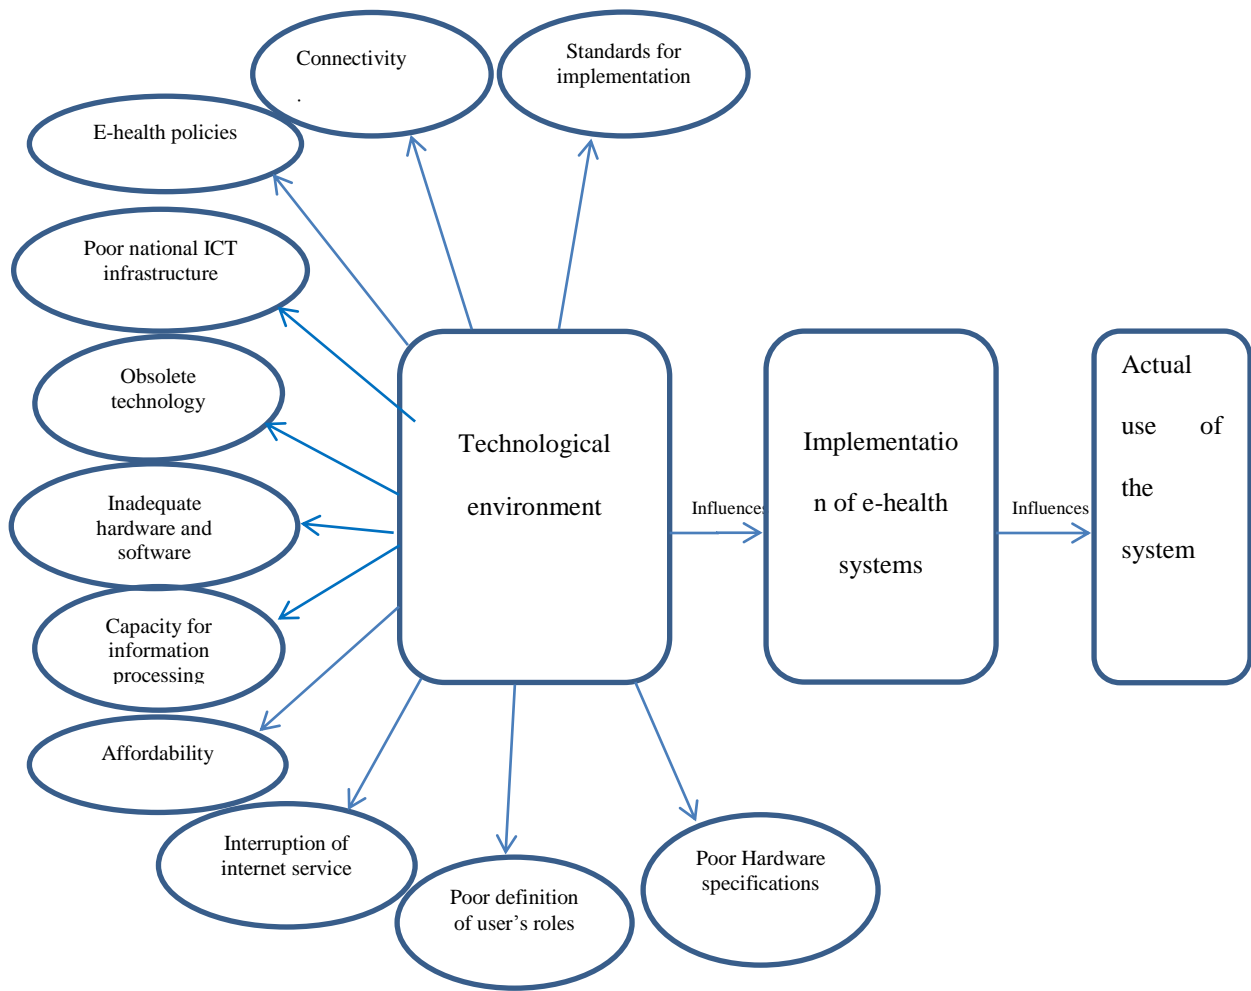 Connectivity
.
Standards for
implementation
E-health policies
Poor national ICT
infrastructure
Obsolete
technology
Inadequate
hardware and
software
Capacity for
information
processing
Affordability
Interruption of
internet service
Poor definition
of user’s roles
Poor Hardware
specifications
Technological
environment
Influences
Implementatio
n of e-health
systems
Influences
Actual
use of
the
system